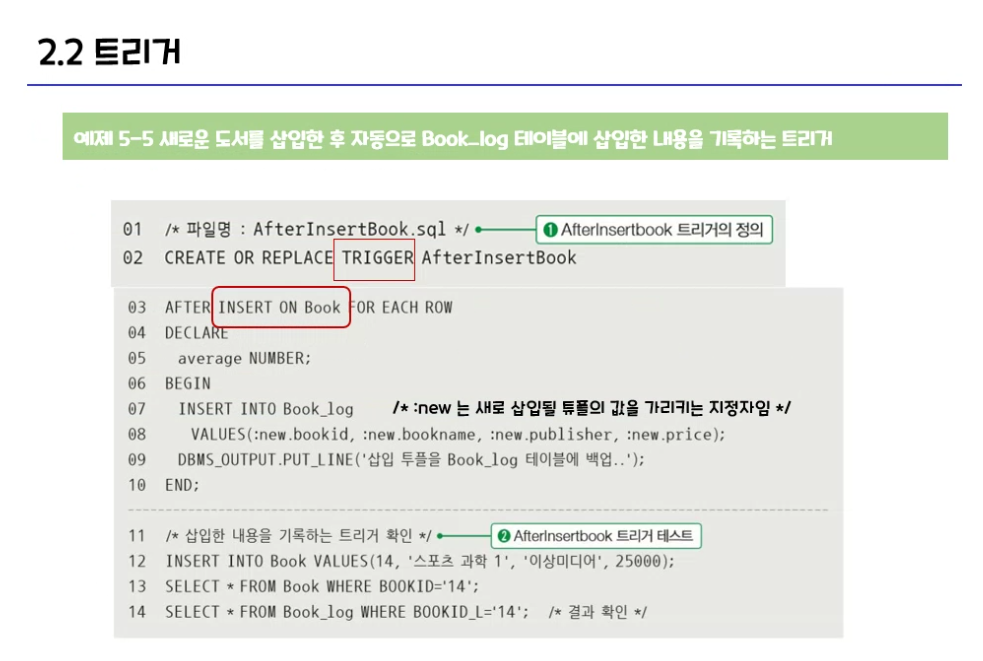 2.2 트리거
예제 5-5 새로운 도서를 삽입한 후 자동으로 Book_log 테이블에 삽입한 내용을 기록하는 트리거
01 /* 파일명 : AfterInsertBook.sql */ ❶ AfterInsertbook 트리거의 정의
02 CREATE OR REPLACE TRIGGER AfterInsertBook
03 AFTER INSERT ON Book FOR EACH ROW
04 DECLARE
05 average NUMBER;
06 BEGIN
07 INSERT INTO Book_log /* :new 는 새로 삽입될 튜플의 값을 가리키는 지정자임 */
08 VALUES(:new.bookid, :new.bookname, :new.publisher, :new.price);
09 DBMS_OUTPUT.PUT_LINE('삽입 투플을 Book_log 테이블에 백업..');
10 END;
11 /* 삽입한 내용을 기록하는 트리거 확인 */ ❷ AfterInsertbook 트리거 테스트
12 INSERT INTO Book VALUES(14, '스포츠 과학 1', '이상미디어', 25000);
13 SELECT * FROM Book WHERE BOOKID='14';
14 SELECT * FROM Book_log WHERE BOOKID_L='14'; /* 결과 확인 */